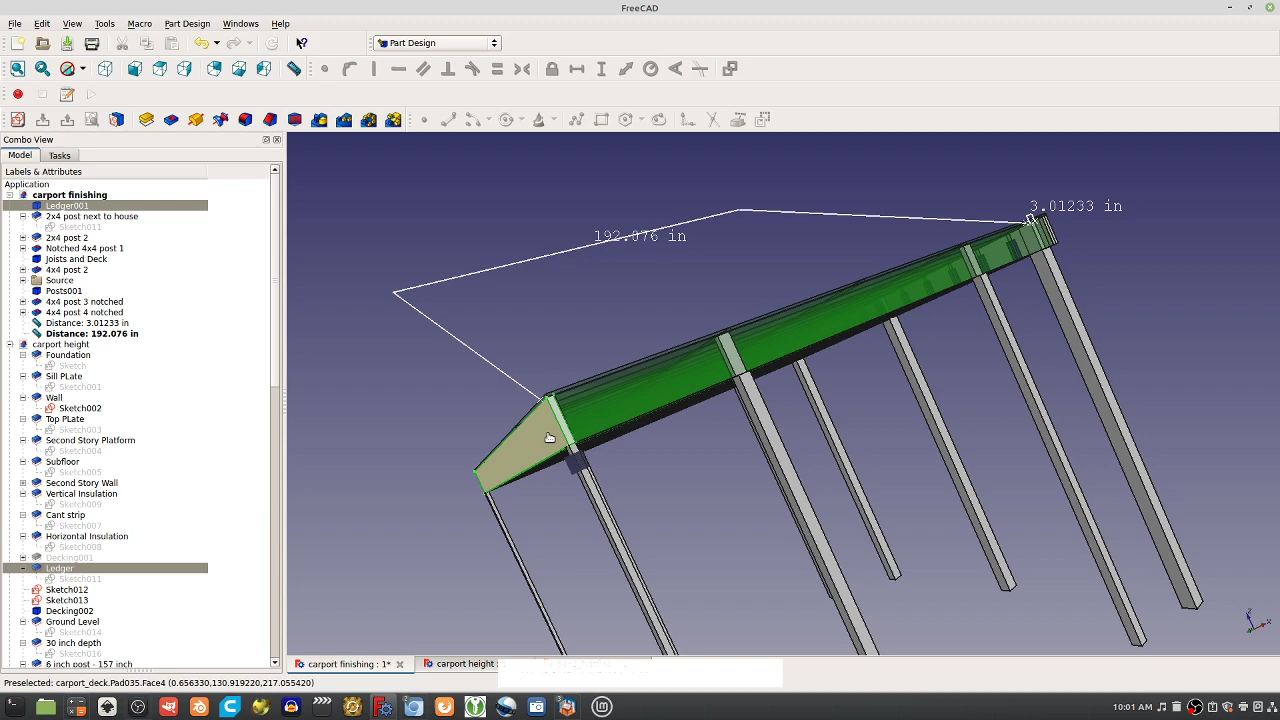 FreeCAD
File Edit View Tools Macro Part Design Windows Help
Part Design
Combo View
Model Tasks
Labels & Attributes
Application
carport finishing
Ledger001
2x4 post next to house
Sketch011
2x4 post 2
Notched 4x4 post 1
Joists and Deck
4x4 post 2
Source
Posts001
4x4 post 3 notched
4x4 post 4 notched
Distance: 3.01233 in
Distance: 192.076 in
carport height
Foundation
Sketch
Sill PLate
Sketch001
Wall
Sketch002
Top PLate
Sketch003
Second Story Platform
Sketch004
Subfloor
Sketch005
Second Story Wall
Vertical Insulation
Sketch009
Cant strip
Sketch007
Horizontal Insulation
Sketch008
Decking001
Ledger
Sketch011
Sketch012
Sketch013
Decking002
Ground Level
Sketch014
30 inch depth
Sketch016
6 inch post - 157 inch
192.076 in
3.01233 in
Z
X
carport finishing : 1*
carport height :
Preselected: carport_deck.Pad035.Face4 (0.656330,130.919220,217.055420)
10:01 AM